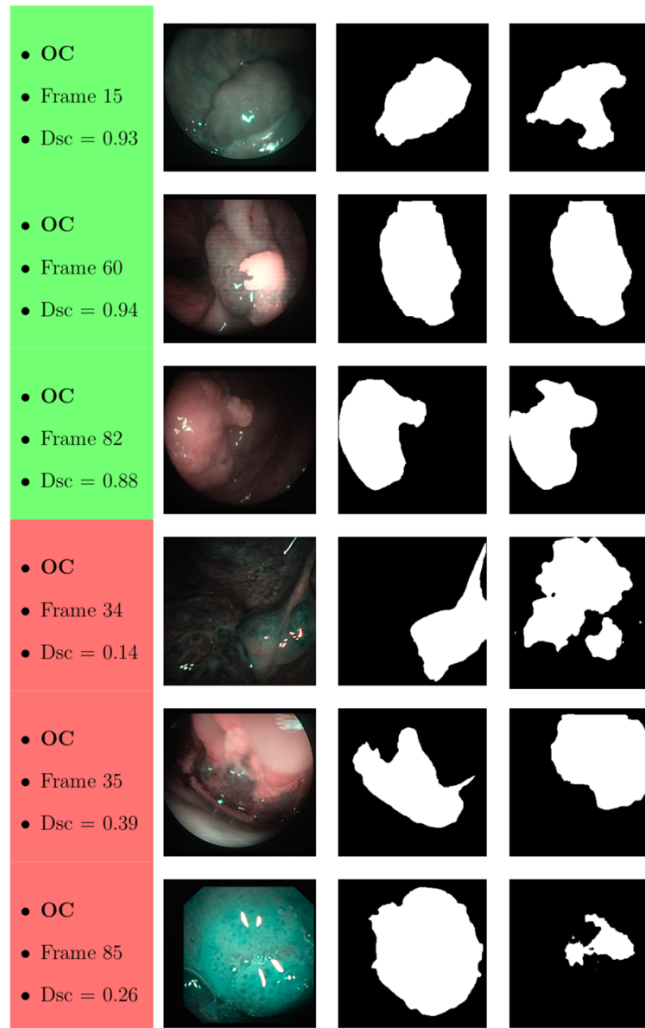 • OC
• Frame 15
• Dsc = 0.93
• OC
• Frame 60
• Dsc = 0.94
• OC
• Frame 82
• Dsc = 0.88
• OC
• Frame 34
• Dsc = 0.14
• OC
• Frame 35
• Dsc = 0.39
• OC
• Frame 85
• Dsc = 0.26